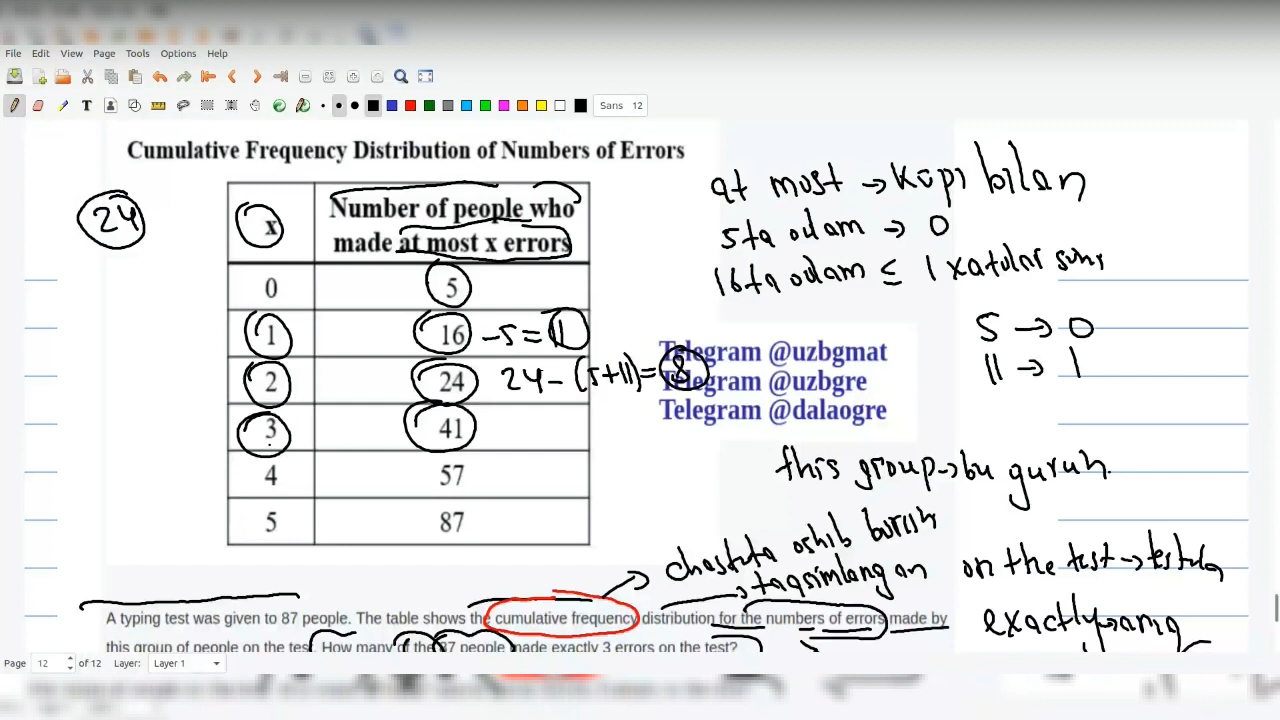 File Edit View Page Tools Options Help
Sans 12
Cumulative Frequency Distribution of Numbers of Errors
24
x Number of people who made at most x errors
0 5
1 16 -5=11
2 24 24-(5+11)=8
3 41
4 57
5 87
at most → ko'pi bilan
5ta odam → 0
16ta odam ≤ 1 xatolar soni
5 → 0
11 → 1
Telegram @uzbgmat
Telegram @uzbgre
Telegram @dalaogre
this group → bu guruh
chastota oshib borish
→ taqsimlangan
on the test → testda
exactly → aniq
A typing test was given to 87 people. The table shows the cumulative frequency distribution for the numbers of errors made by
this group of people on the test. How many of the 87 people made exactly 3 errors on the test?
Page 12 of 12 Layer: Layer 1